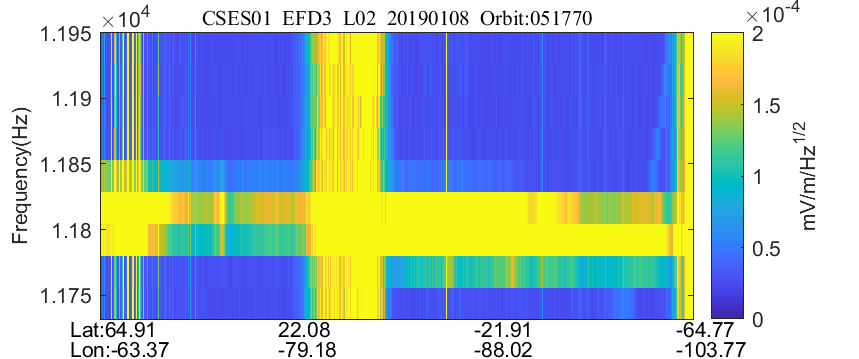 ×10⁴ CSES01 EFD3 L02 20190108 Orbit:051770 ×10⁻⁴
1.195
1.19
1.185
1.18
1.175
Frequency(Hz)
2
1.5
1
0.5
0
mV/m/Hz^1/2
Lat:64.91 22.08 -21.91 -64.77
Lon:-63.37 -79.18 -88.02 -103.77